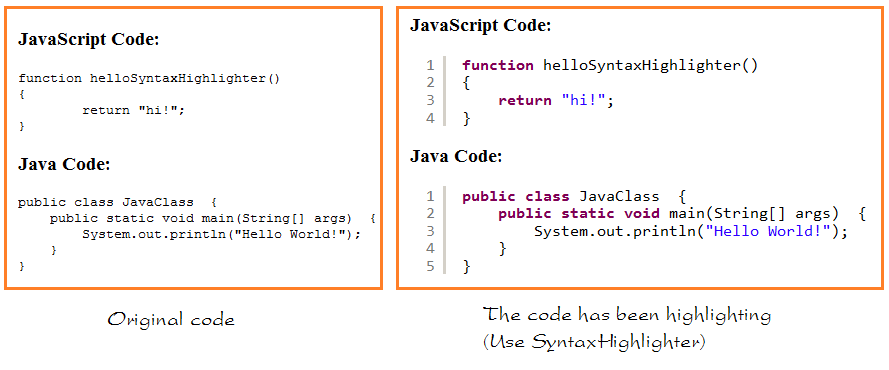 JavaScript Code:
function helloSyntaxHighlighter()
{
return "hi!";
}
Java Code:
public class JavaClass  {
public static void main(String[] args)  {
System.out.println("Hello World!");
}
}
Original code
JavaScript Code:
1 function helloSyntaxHighlighter()
2 {
3 return "hi!";
4 }
Java Code:
1 public class JavaClass  {
2 public static void main(String[] args)  {
3 System.out.println("Hello World!");
4 }
5 }
The code has been highlighting
(Use SyntaxHighlighter)